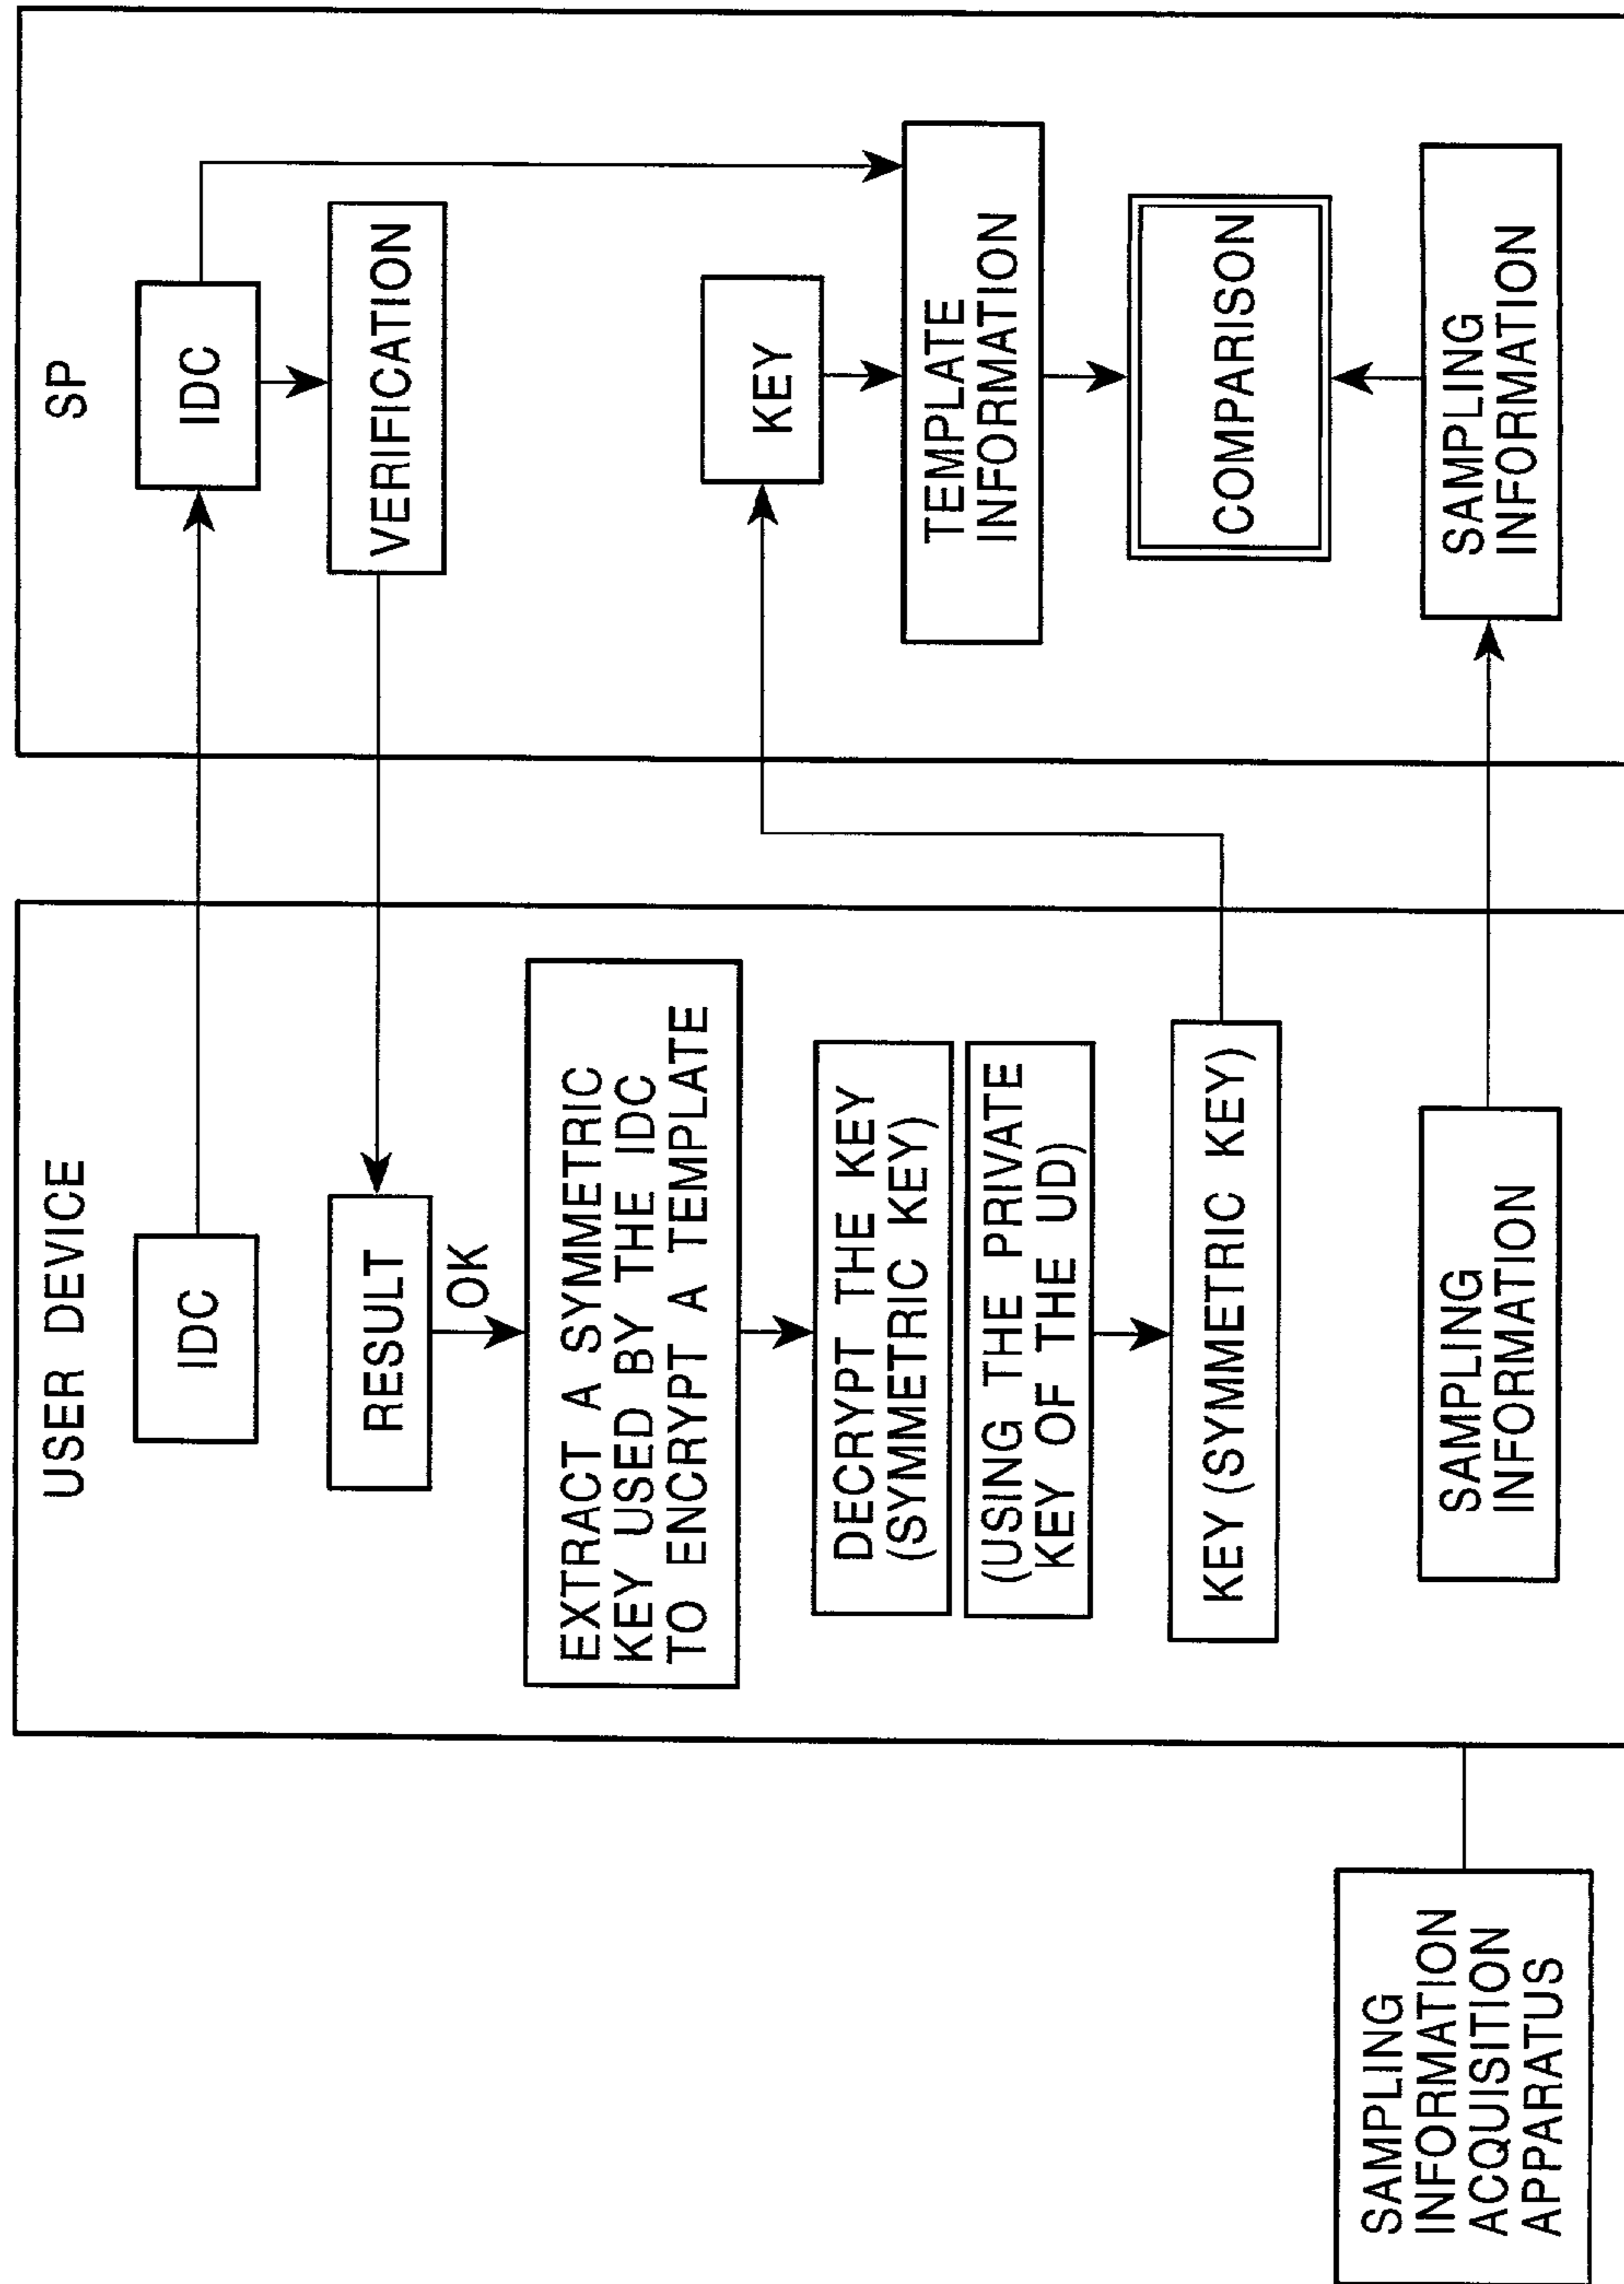 SAMPLING
INFORMATION
ACQUISITION
APPARATUS
USER DEVICE
IDC
RESULT
OK
EXTRACT A SYMMETRIC
KEY USED BY THE IDC
TO ENCRYPT A TEMPLATE
DECRYPT THE KEY
(SYMMETRIC KEY)
(USING THE PRIVATE
KEY OF THE UD)
KEY (SYMMETRIC KEY)
SAMPLING
INFORMATION
SP
IDC
VERIFICATION
KEY
TEMPLATE
INFORMATION
COMPARISON
SAMPLING
INFORMATION